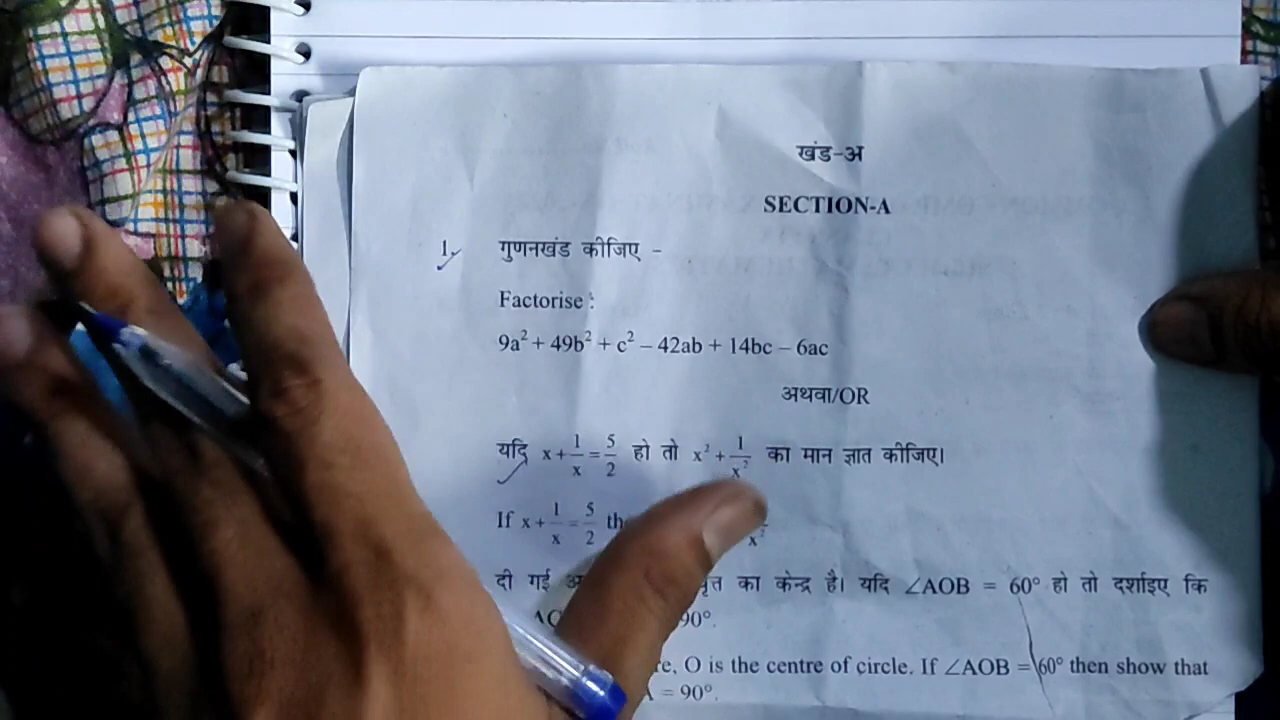 खंड-अ
SECTION-A
1. गुणनखंड कीजिए -
Factorise :
9a² + 49b² + c² – 42ab + 14bc – 6ac
अथवा/OR
यदि x + 1/x = 5/2 हो तो x² + 1/x² का मान ज्ञात कीजिए।
If x + 1/x = 5/2 x²
दी गई का केन्द्र है। यदि ∠AOB = 60° हो तो दर्शाइए कि
90°.
O is the centre of circle. If ∠AOB = 60° then show that
= 90°.